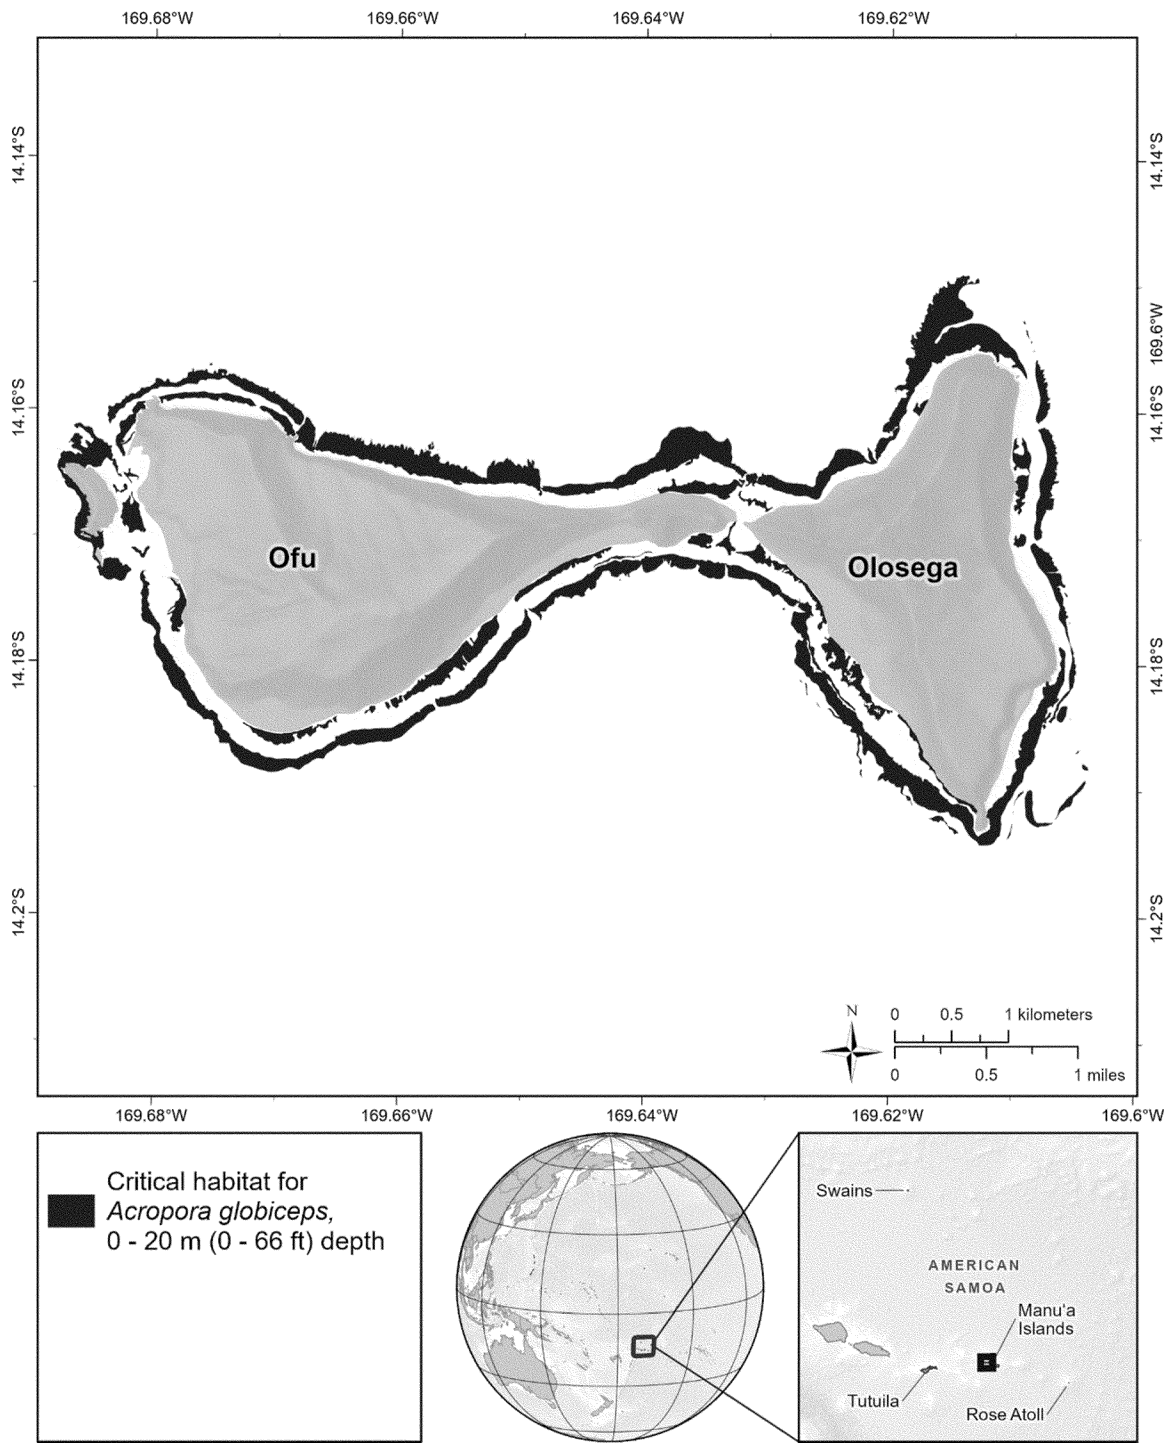 169.68°W 169.66°W 169.64°W 169.62°W
14.14°S
14.14°S
169.6°W
14.16°S
14.16°S
Ofu
Olosega
14.18°S
14.18°S
14.2°S
14.2°S
N
0 0.5 1 kilometers
0 0.5 1 miles
169.68°W 169.66°W 169.64°W 169.62°W 169.6°W
Critical habitat for
Acropora globiceps,
0 - 20 m (0 - 66 ft) depth
Swains
AMERICAN
SAMOA
Manu'a
Islands
Tutuila
Rose Atoll